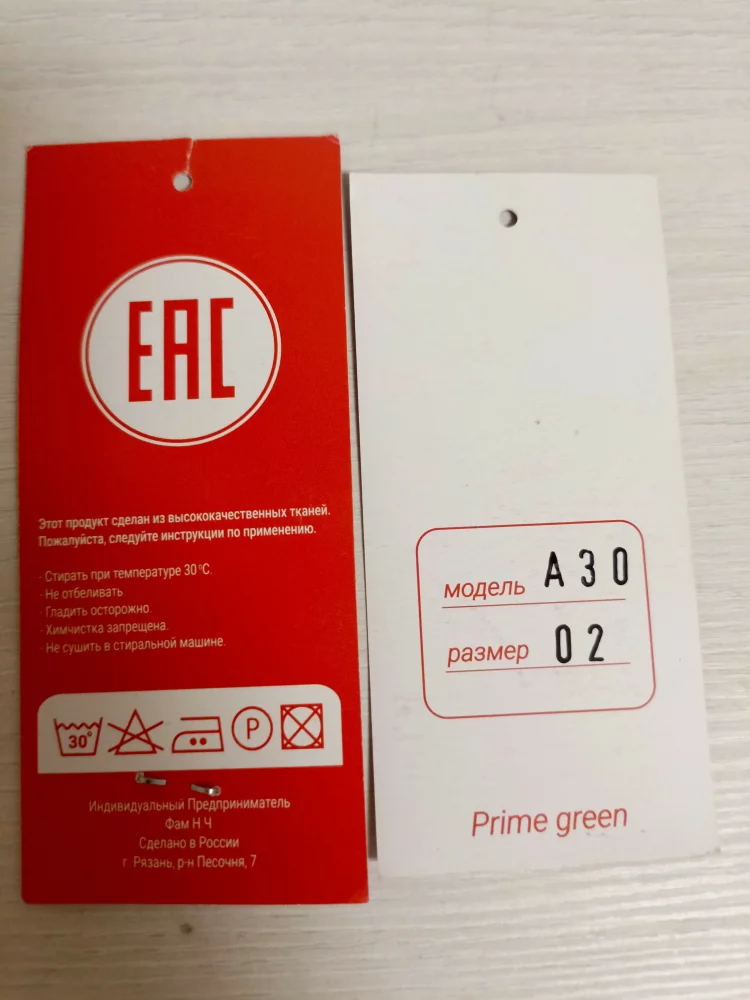 EAC
Этот продукт сделан из высококачественных тканей.
Пожалуйста, следуйте инструкции по применению.
· Стирать при температуре 30°С.
· Не отбеливать
· Гладить осторожно.
· Химчистка запрещена.
· Не сушить в стиральной машине.
30° P
Индивидуальный Предприниматель
Фам Н.Ч
Сделано в России
г. Рязань, р-н Песочня, 7
модель A30
размер 02
Prime green